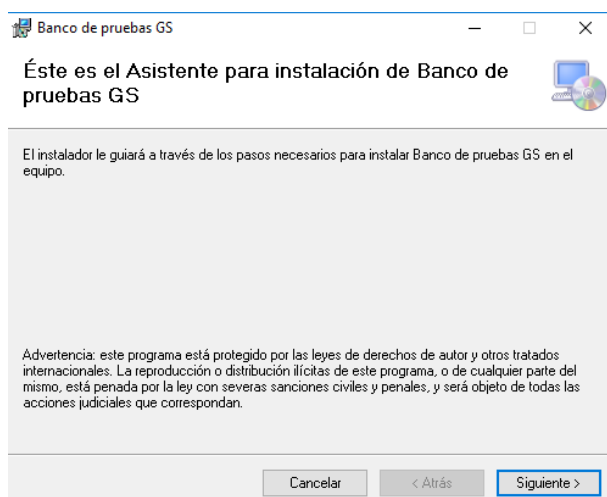 Banco de pruebas GS
Éste es el Asistente para instalación de Banco de
pruebas GS
El instalador le guiará a través de los pasos necesarios para instalar Banco de pruebas GS en el
equipo.
Advertencia: este programa está protegido por las leyes de derechos de autor y otros tratados
internacionales. La reproducción o distribución ilícitas de este programa, o de cualquier parte del
mismo, está penada por la ley con severas sanciones civiles y penales, y será objeto de todas las
acciones judiciales que correspondan.
Cancelar
< Atrás
Siguiente >